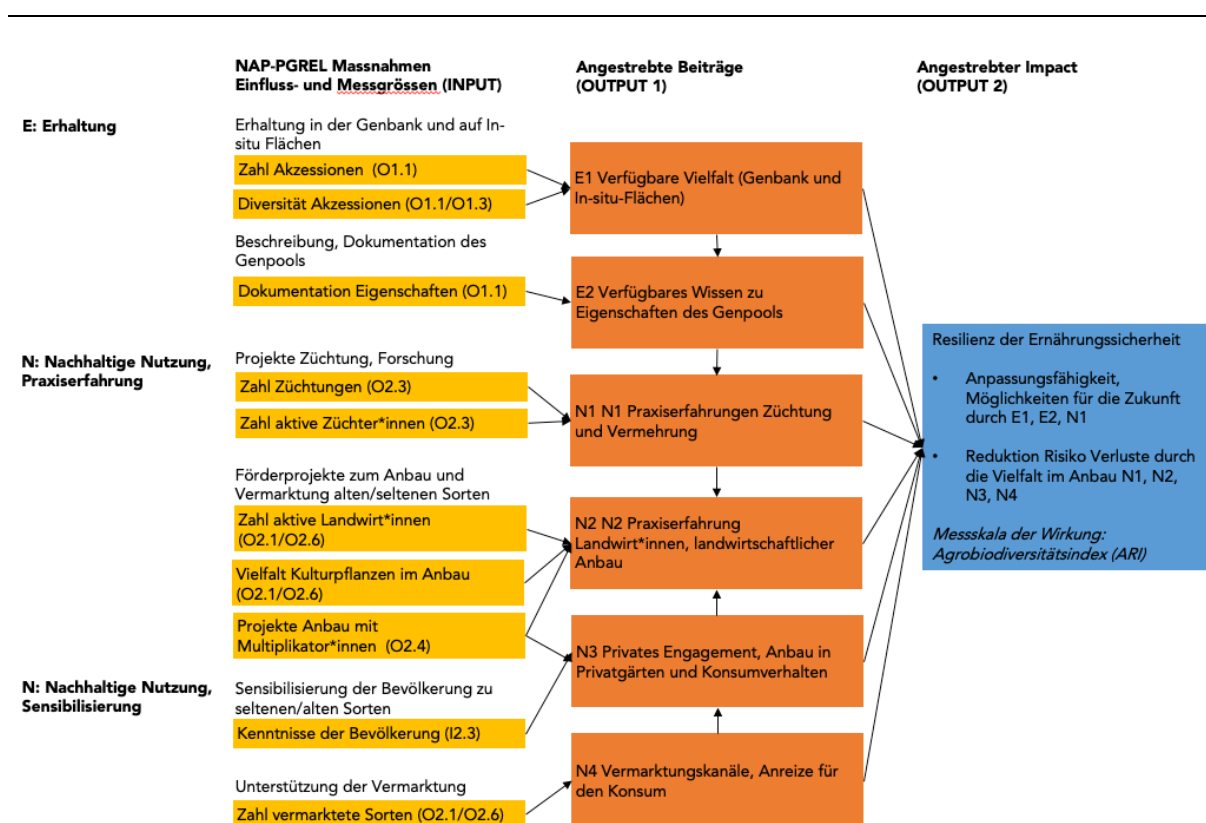 NAP-PGREL Massnahmen
Einfluss- und Messgrössen (INPUT)
Angestrebte Beiträge
(OUTPUT 1)
Angestrebter Impact
(OUTPUT 2)
E: Erhaltung
Erhaltung in der Genbank und auf In-
situ Flächen
Zahl Akzessionen (O1.1)
Diversität Akzessionen (O1.1/O1.3)
E1 Verfügbare Vielfalt (Genbank und
In-situ-Flächen)
Beschreibung, Dokumentation des
Genpools
Dokumentation Eigenschaften (O1.1)
E2 Verfügbares Wissen zu
Eigenschaften des Genpools
N: Nachhaltige Nutzung,
Praxiserfahrung
Projekte Züchtung, Forschung
Zahl Züchtungen (O2.3)
Zahl aktive Züchter*innen (O2.3)
N1 N1 Praxiserfahrungen Züchtung
und Vermehrung
Förderprojekte zum Anbau und
Vermarktung alten/seltenen Sorten
Zahl aktive Landwirt*innen
(O2.1/O2.6)
Vielfalt Kulturpflanzen im Anbau
(O2.1/O2.6)
Projekte Anbau mit
Multiplikator*innen (O2.4)
N2 N2 Praxiserfahrung
Landwirt*innen, landwirtschaftlicher
Anbau
N3 Privates Engagement, Anbau in
Privatgärten und Konsumverhalten
N: Nachhaltige Nutzung,
Sensibilisierung
Sensibilisierung der Bevölkerung zu
seltenen/alten Sorten
Kenntnisse der Bevölkerung (I2.3)
Unterstützung der Vermarktung
Zahl vermarktete Sorten (O2.1/O2.6)
N4 Vermarktungskanäle, Anreize für
den Konsum
Resilienz der Ernährungssicherheit
• Anpassungsfähigkeit,
Möglichkeiten für die Zukunft
durch E1, E2, N1
• Reduktion Risiko Verluste durch
die Vielfalt im Anbau N1, N2,
N3, N4
Messskala der Wirkung:
Agrobiodiversitätsindex (ARI)